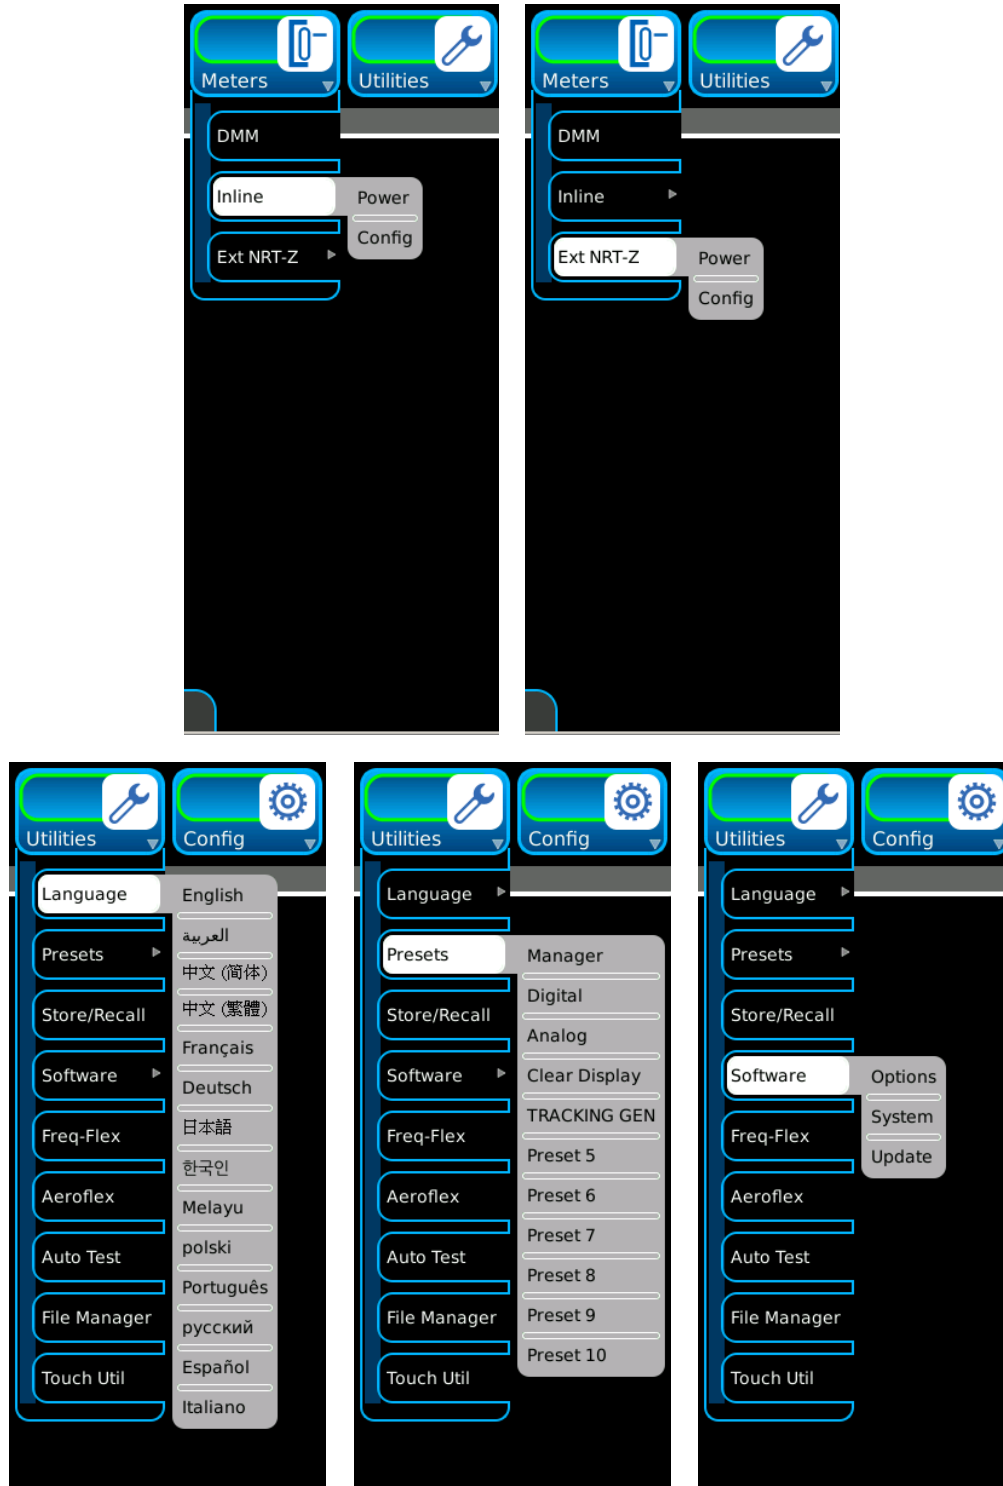 Meters
Utilities
DMM
Inline
Power
Config
Ext NRT-Z
Meters
Utilities
DMM
Inline
Ext NRT-Z
Power
Config
Utilities
Config
Language
English
العربية
中文 (简体)
中文 (繁體)
Français
Deutsch
日本語
한국인
Melayu
polski
Português
русский
Español
Italiano
Presets
Store/Recall
Software
Freq-Flex
Aeroflex
Auto Test
File Manager
Touch Util
Utilities
Config
Language
Presets
Manager
Digital
Analog
Clear Display
TRACKING GEN
Preset 5
Preset 6
Preset 7
Preset 8
Preset 9
Preset 10
Store/Recall
Software
Freq-Flex
Aeroflex
Auto Test
File Manager
Touch Util
Utilities
Config
Language
Presets
Store/Recall
Software
Options
System
Update
Freq-Flex
Aeroflex
Auto Test
File Manager
Touch Util